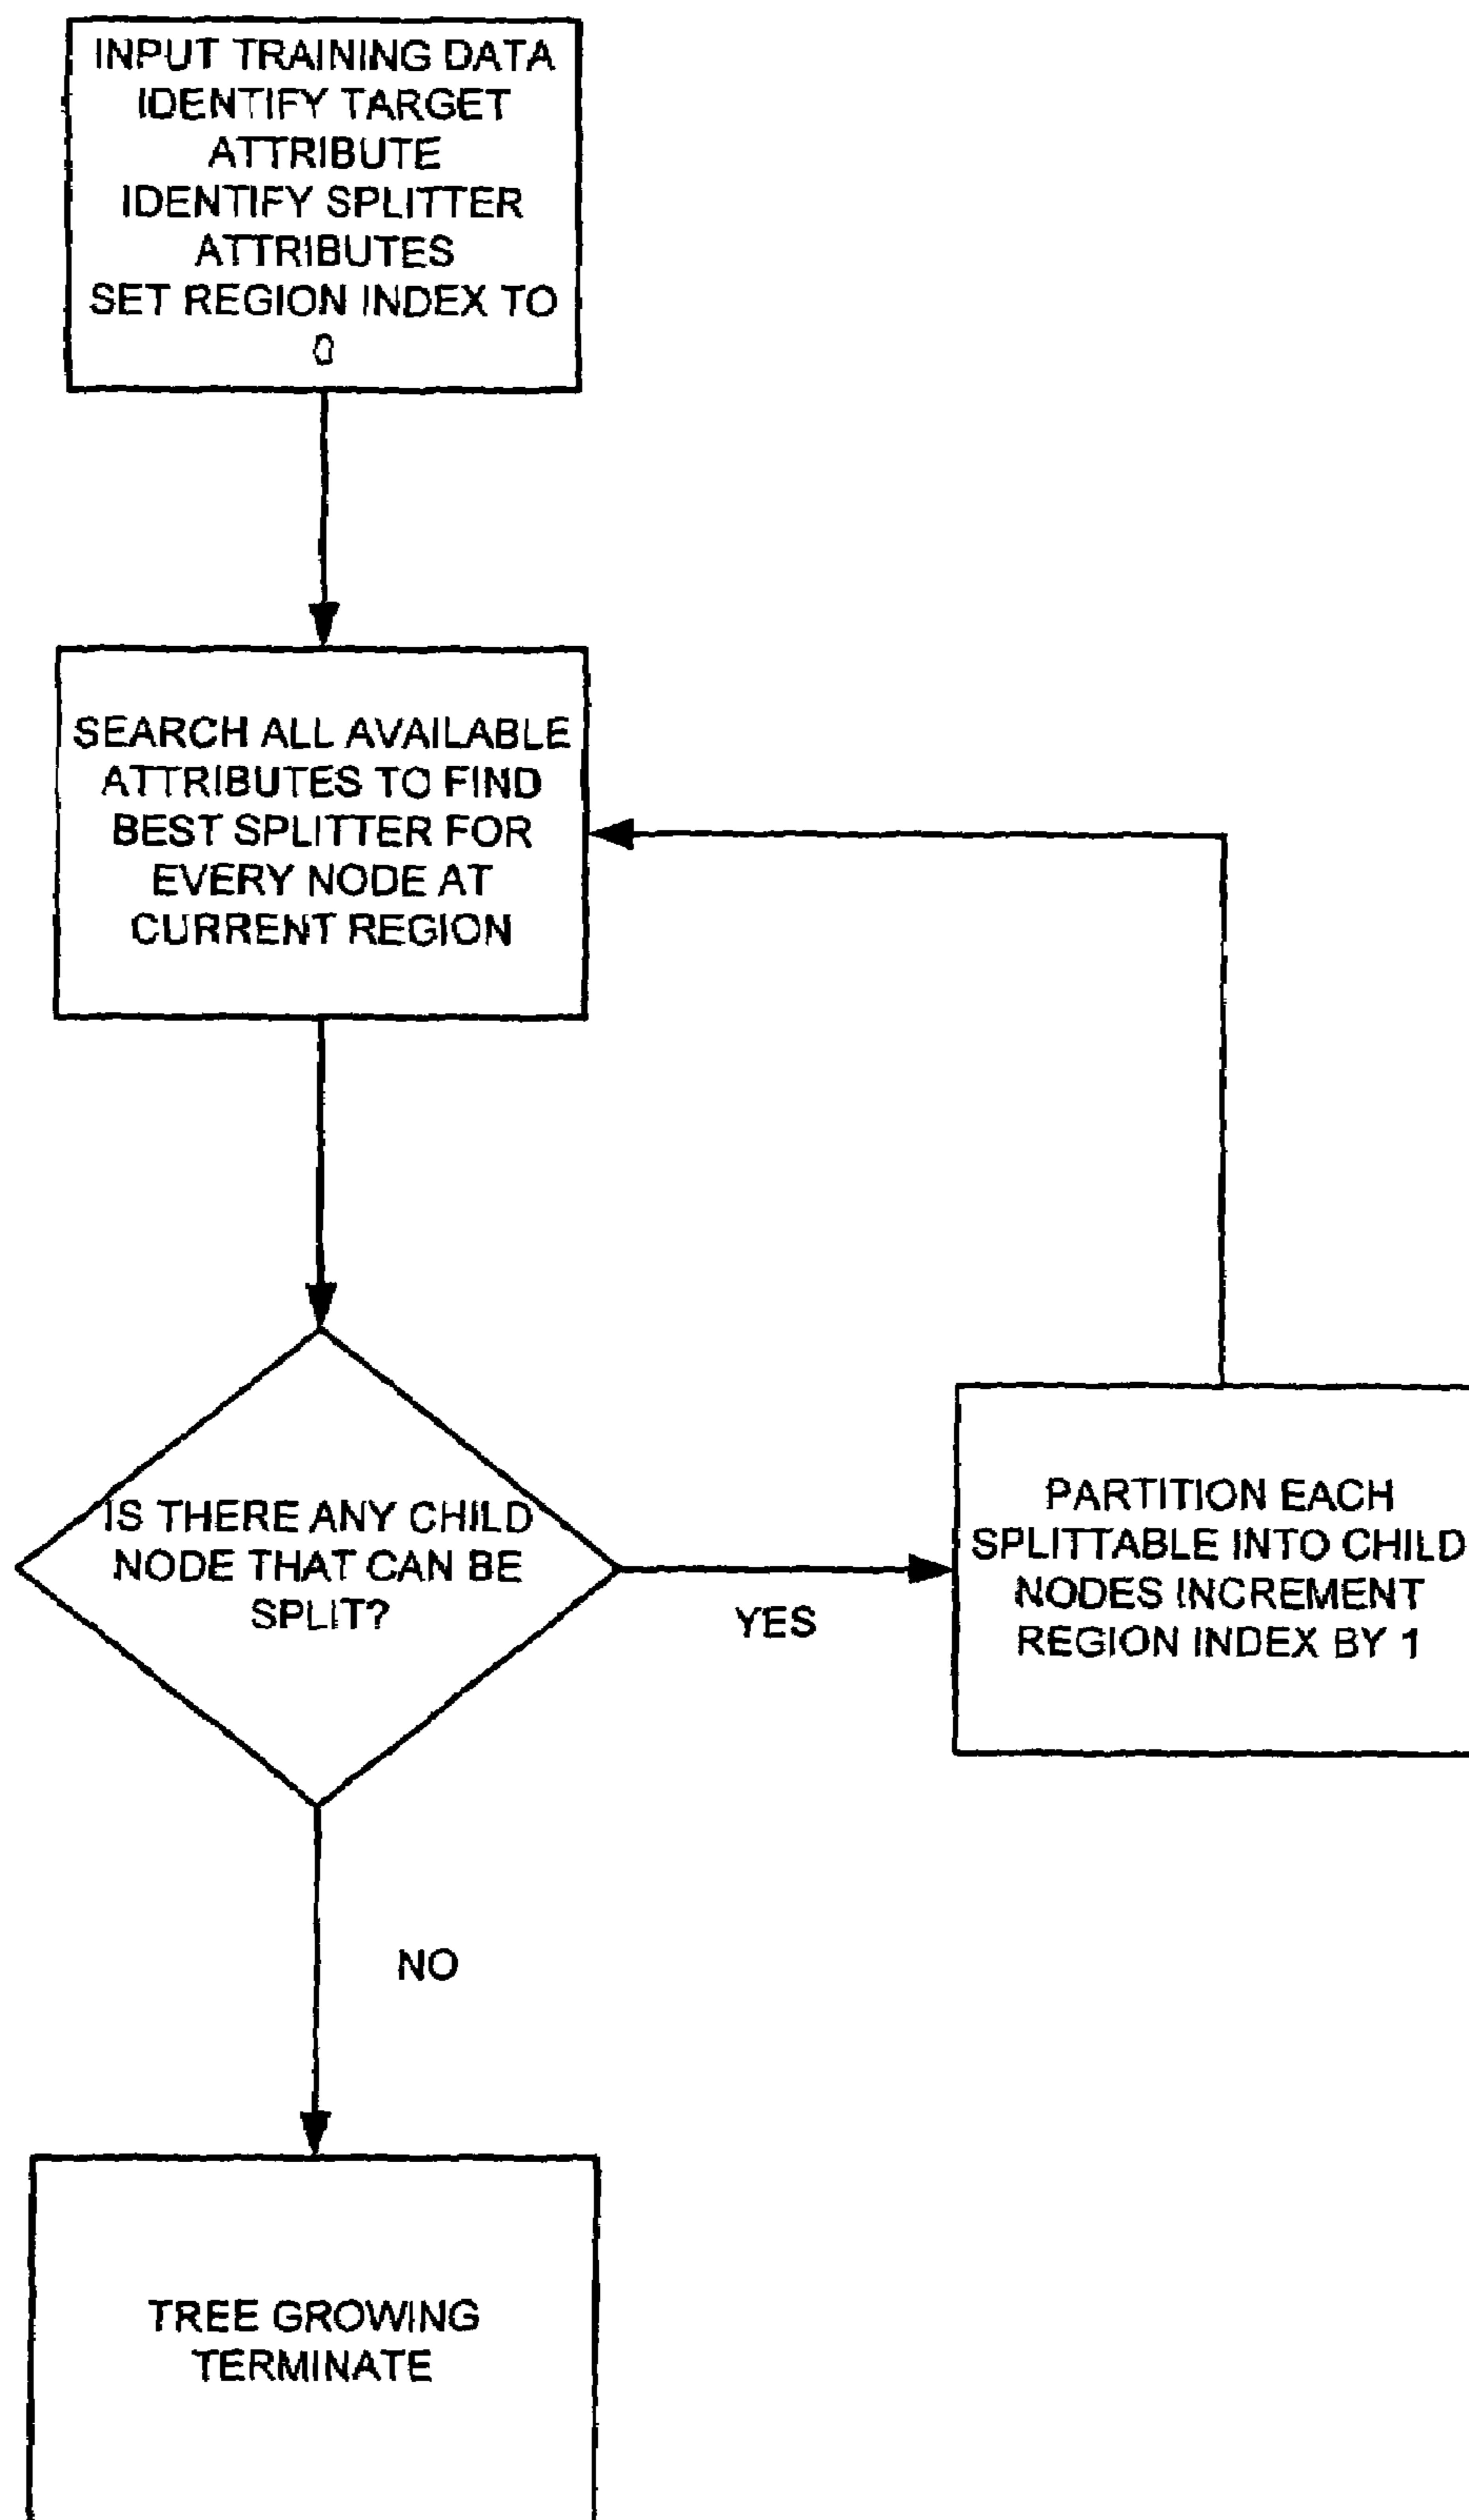 INPUT TRAINING DATA
IDENTIFY TARGET
ATTRIBUTE
IDENTIFY SPLITTER
ATTRIBUTES
SET REGION INDEX TO
0
SEARCH ALL AVAILABLE
ATTRIBUTES TO FIND
BEST SPLITTER FOR
EVERY NODE AT
CURRENT REGION
IS THERE ANY CHILD
NODE THAT CAN BE
SPLIT?
YES
PARTITION EACH
SPLITTABLE INTO CHILD
NODES INCREMENT
REGION INDEX BY 1
NO
TREE GROWING
TERMINATE